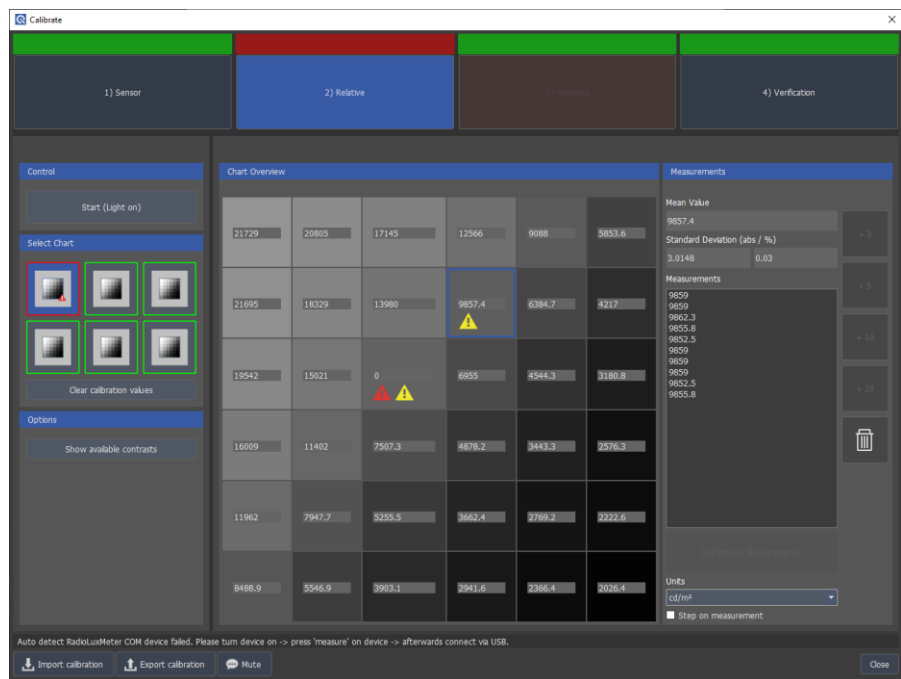 Calibrate
1) Sensor
2) Relative
3) Absolute
4) Verification
Control
Start (Light on)
Select Chart
Clear calibration values
Options
Show available contrasts
Chart Overview
21729 20805 17145 12566 9088 5853.6
21695 18329 13980 9857.4 6384.7 4217
19542 15021 0 6955 4544.3 3180.8
16009 11402 7507.3 4878.2 3443.3 2576.3
11962 7947.7 5255.5 3662.4 2769.2 2222.6
8488.9 5546.9 3903.1 2941.6 2366.4 2026.4
Measurements
Mean Value
9857.4
Standard Deviation (abs / %)
3.0148 0.03
Measurements
9859
9859
9862.3
9855.8
9852.5
9859
9859
9859
9852.5
9855.8
+ 3
+ 5
+ 10
+ 20
Units
cd/m²
Step on measurement
Auto detect RadioLuxMeter COM device failed. Please turn device on -> press 'measure' on device -> afterwards connect via USB.
Import calibration
Export calibration
Mute
Close